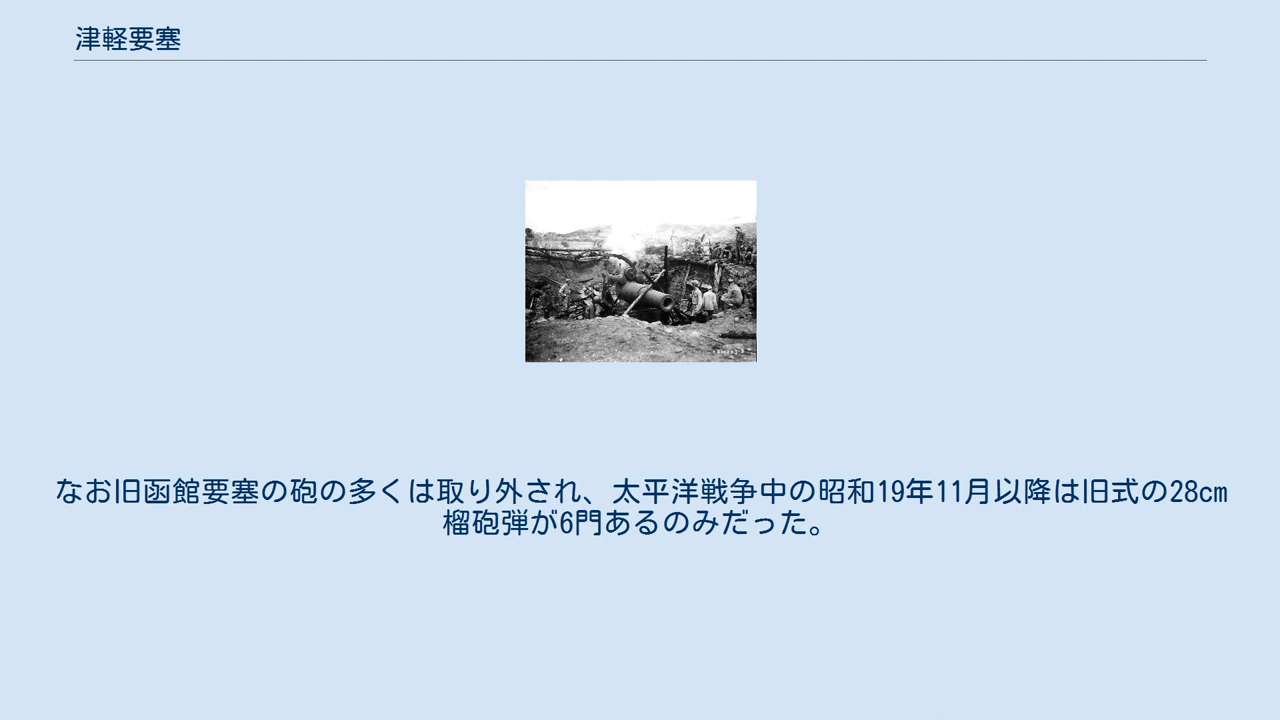 津軽要塞
なお旧函館要塞の砲の多くは取り外され、太平洋戦争中の昭和19年11月以降は旧式の28cm
榴砲弾が6門あるのみだった。